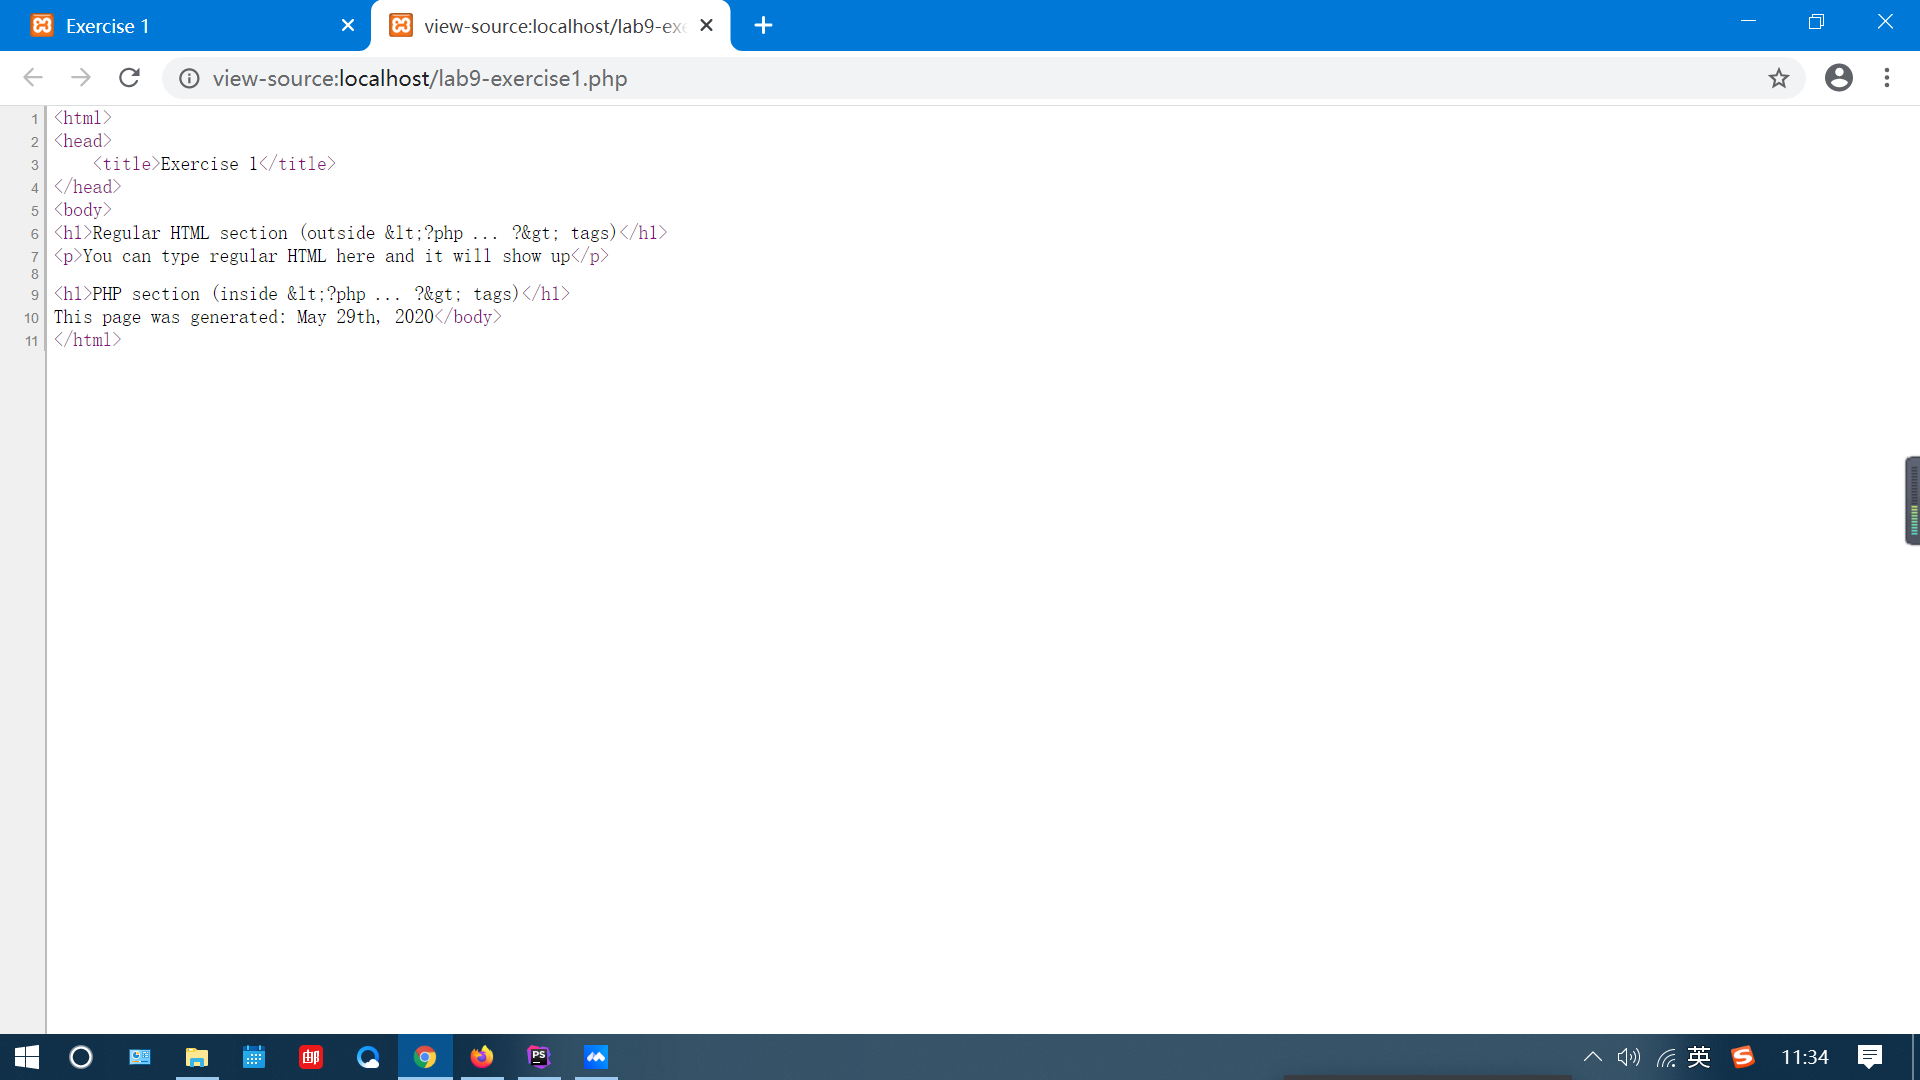 Exercise 1
view-source:localhost/lab9-exe
view-source:localhost/lab9-exercise1.php
1 <html>
2 <head>
3     <title>Exercise 1</title>
4 </head>
5 <body>
6 <h1>Regular HTML section (outside &lt;?php ... ?&gt; tags)</h1>
7 <p>You can type regular HTML here and it will show up</p>
8
9 <h1>PHP section (inside &lt;?php ... ?&gt; tags)</h1>
10 This page was generated: May 29th, 2020</body>
11 </html>
邮
PS
英
11:34